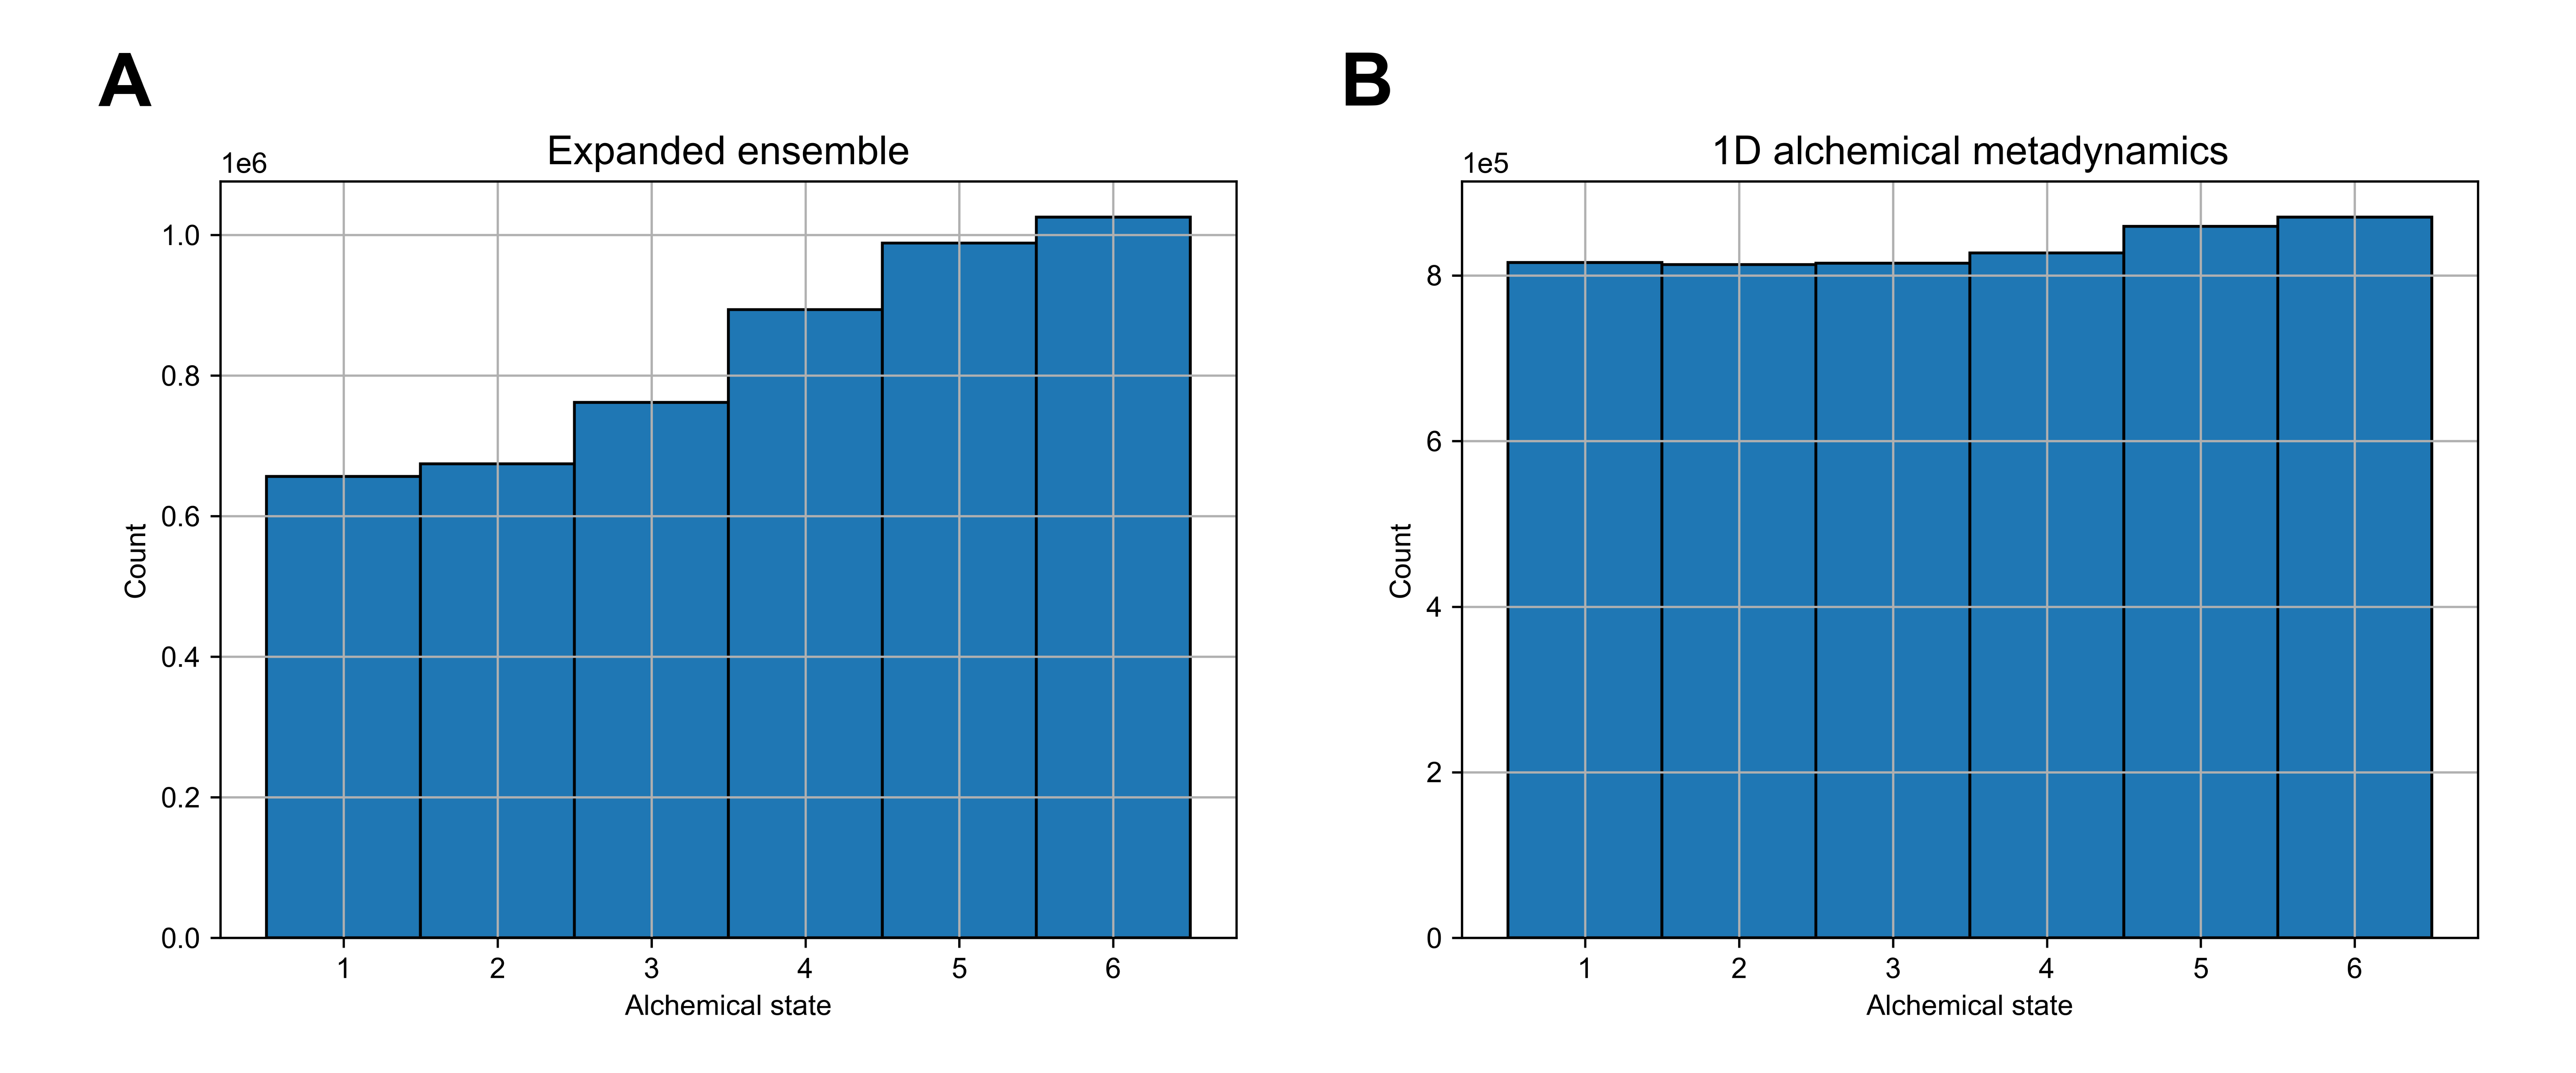 A
Expanded ensemble
1e6
1.0
0.8
0.6
0.4
0.2
0.0
Count
1 2 3 4 5 6
Alchemical state
B
1D alchemical metadynamics
1e5
8
6
4
2
0
Count
1 2 3 4 5 6
Alchemical state